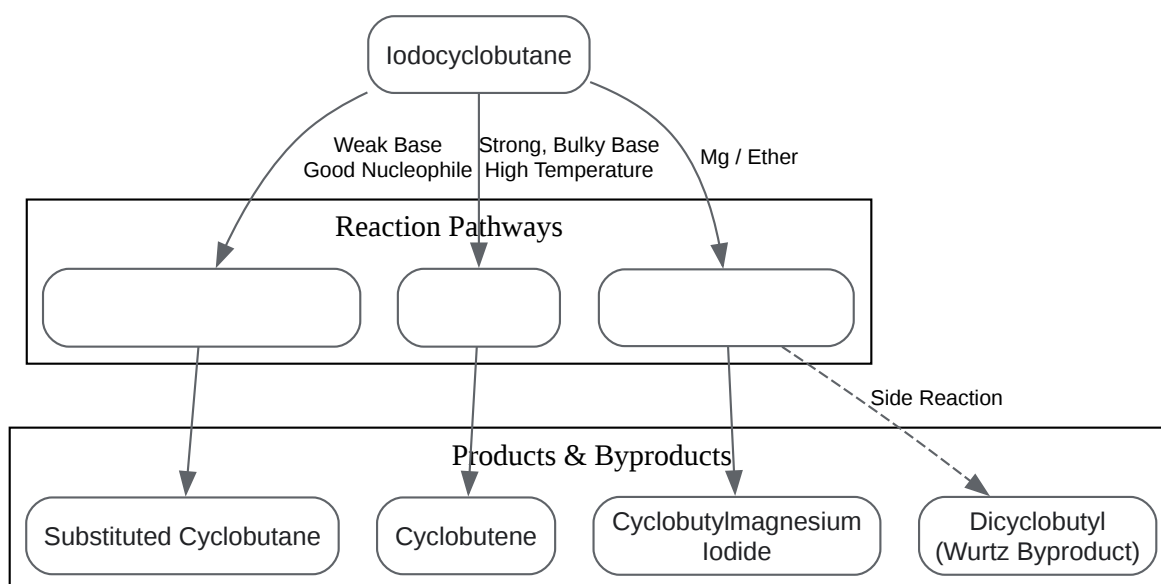 Iodocyclobutane
Weak Base
Good Nucleophile
Strong, Bulky Base
High Temperature
Mg / Ether
Reaction Pathways
Side Reaction
Products & Byproducts
Substituted Cyclobutane
Cyclobutene
Cyclobutylmagnesium
Iodide
Dicyclobutyl
(Wurtz Byproduct)